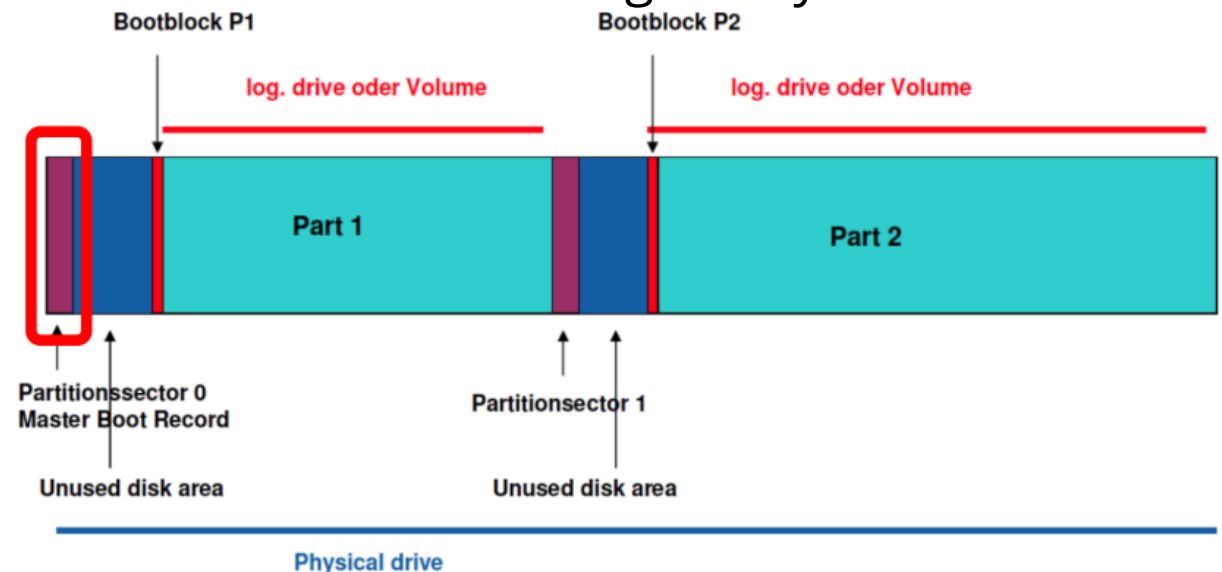 Bootblock P1
Bootblock P2
log. drive oder Volume
log. drive oder Volume
Part 1
Part 2
Partitionssector 0
Master Boot Record
Partitionsector 1
Unused disk area
Unused disk area
Physical drive